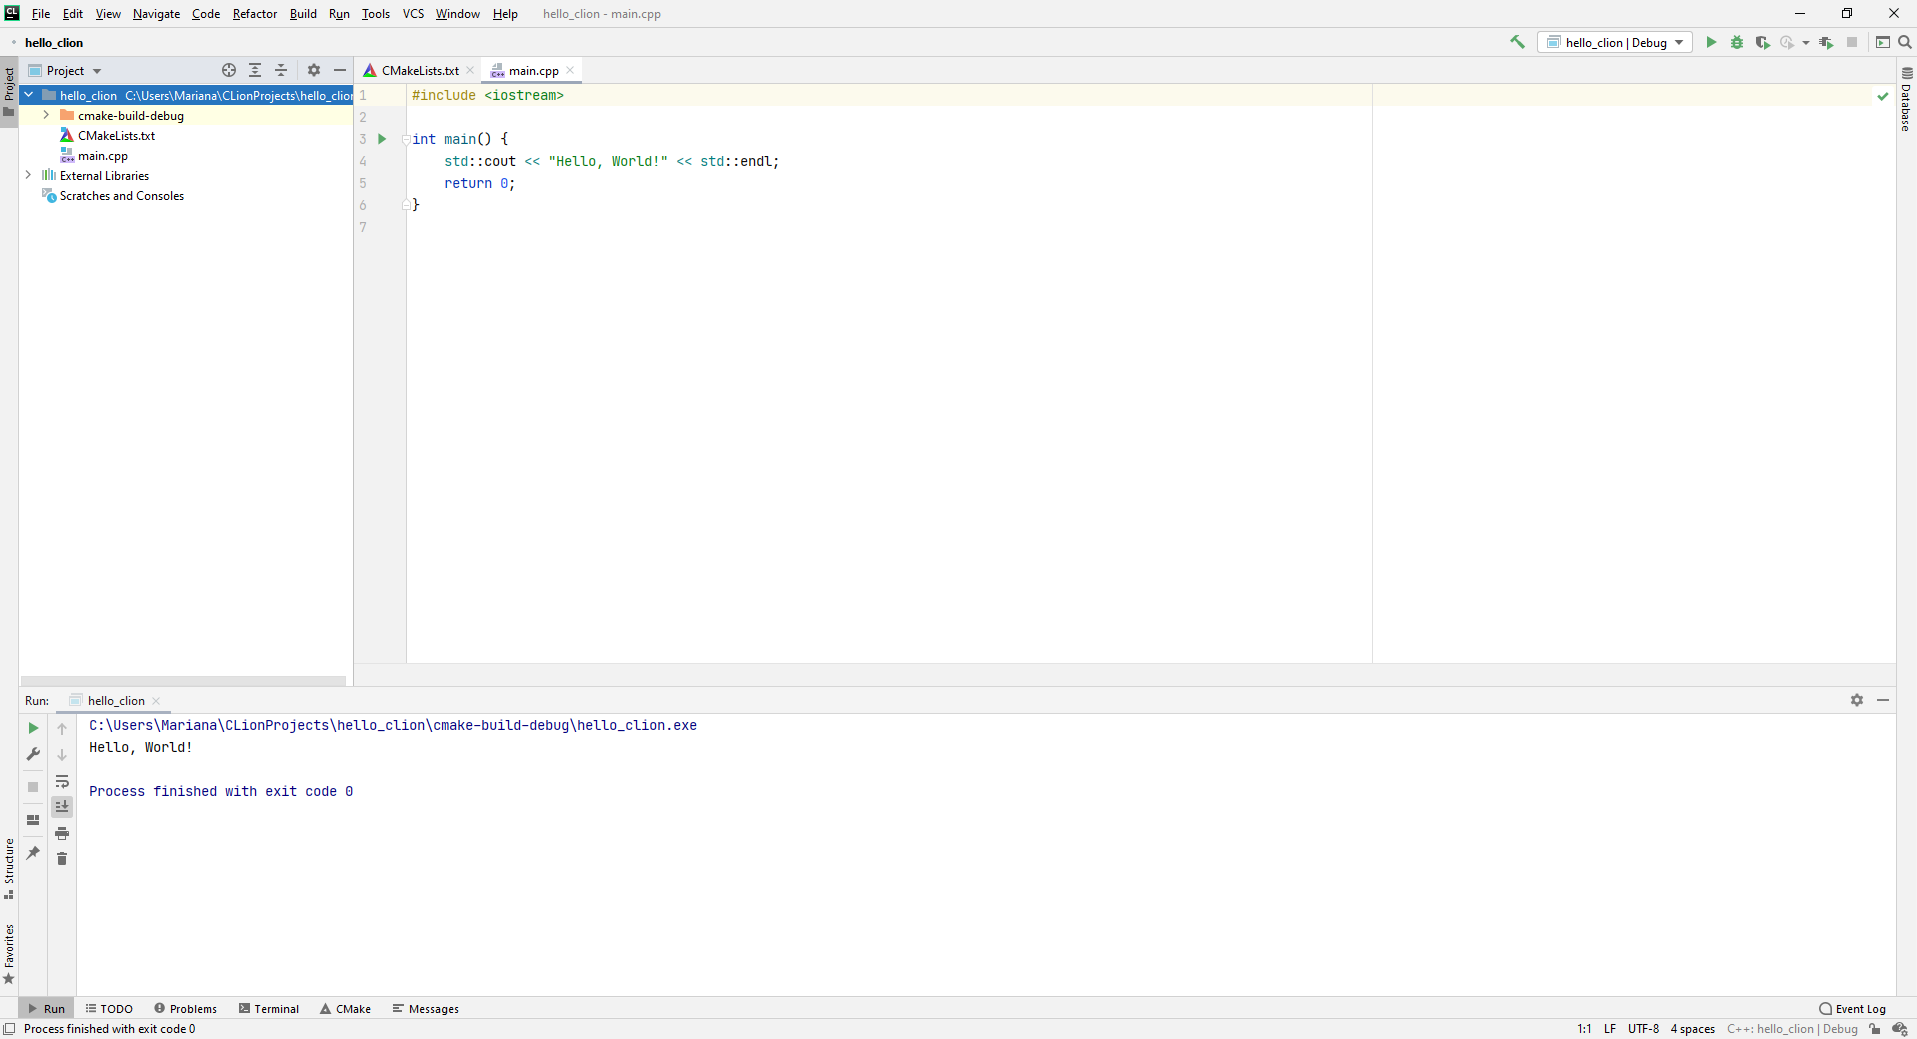 CL File Edit View Navigate Code Refactor Build Run Tools VCS Window Help hello_clion - main.cpp
hello_clion
hello_clion | Debug
Project
Project
CMakeLists.txt
main.cpp
hello_clion C:\Users\Mariana\CLionProjects\hello_clion
cmake-build-debug
CMakeLists.txt
main.cpp
External Libraries
Scratches and Consoles
1 #include <iostream>
2
3 int main() {
4 std::cout << "Hello, World!" << std::endl;
5 return 0;
6 }
7
Database
Run: hello_clion
C:\Users\Mariana\CLionProjects\hello_clion\cmake-build-debug\hello_clion.exe
Hello, World!
Process finished with exit code 0
Structure
Favorites
Run TODO Problems Terminal CMake Messages Event Log
Process finished with exit code 0
1:1 LF UTF-8 4 spaces C++: hello_clion | Debug